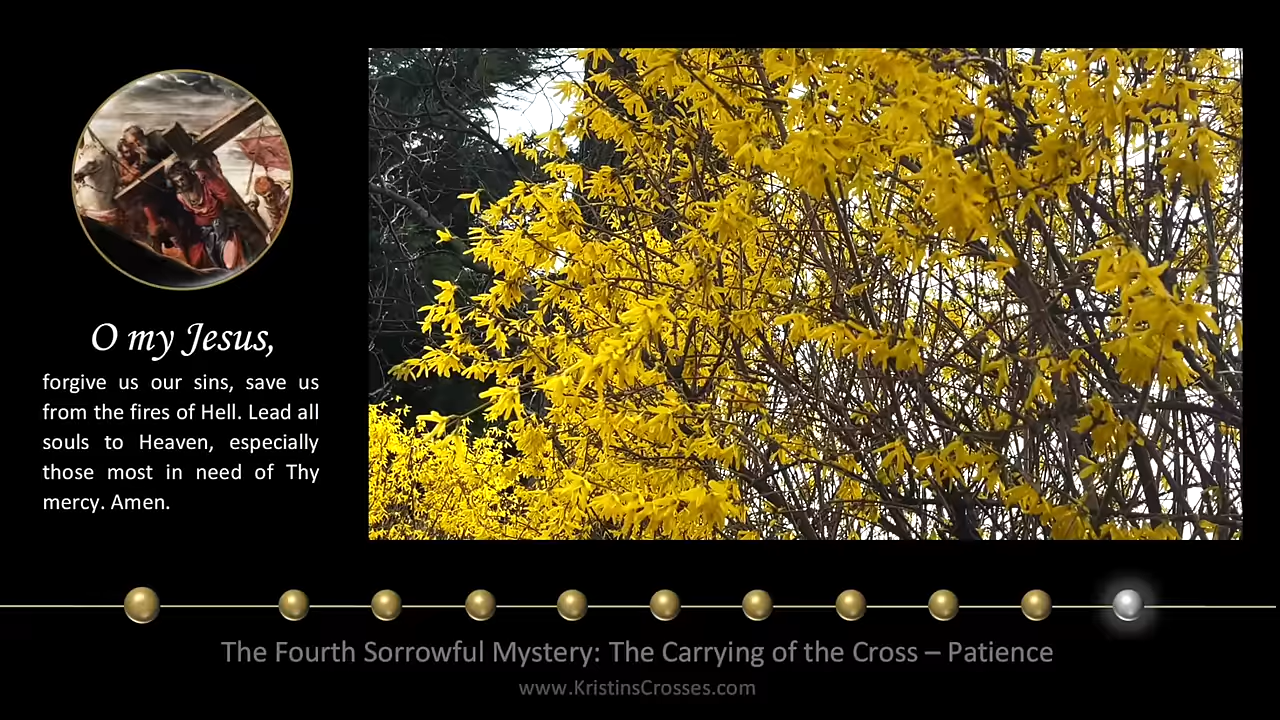 O my Jesus,
forgive us our sins, save us
from the fires of Hell. Lead all
souls to Heaven, especially
those most in need of Thy
mercy. Amen.
The Fourth Sorrowful Mystery: The Carrying of the Cross – Patience
www.KristinsCrosses.com